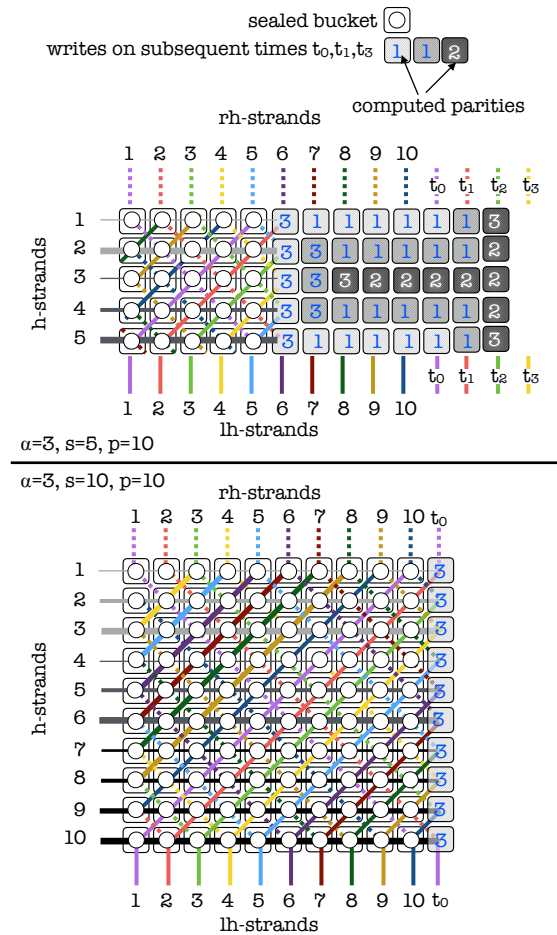 sealed bucket
writes on subsequent times t0,t1,t3
1 1 2
computed parities
rh-strands
1 2 3 4 5 6 7 8 9 10
t0 t1 t2 t3
h-strands
1 3 1 1 1 1 1 1 3
2 3 3 1 1 1 1 1 2
3 3 3 3 2 2 2 2 2
4 3 3 1 1 1 1 1 2
5 3 1 1 1 1 1 1 3
t0 t1 t2 t3
1 2 3 4 5 6 7 8 9 10
lh-strands
α=3, s=5, p=10
α=3, s=10, p=10
rh-strands
1 2 3 4 5 6 7 8 9 10 t0
h-strands
1 3
2 3
3 3
4 3
5 3
6 3
7 3
8 3
9 3
10 3
1 2 3 4 5 6 7 8 9 10 t0
lh-strands